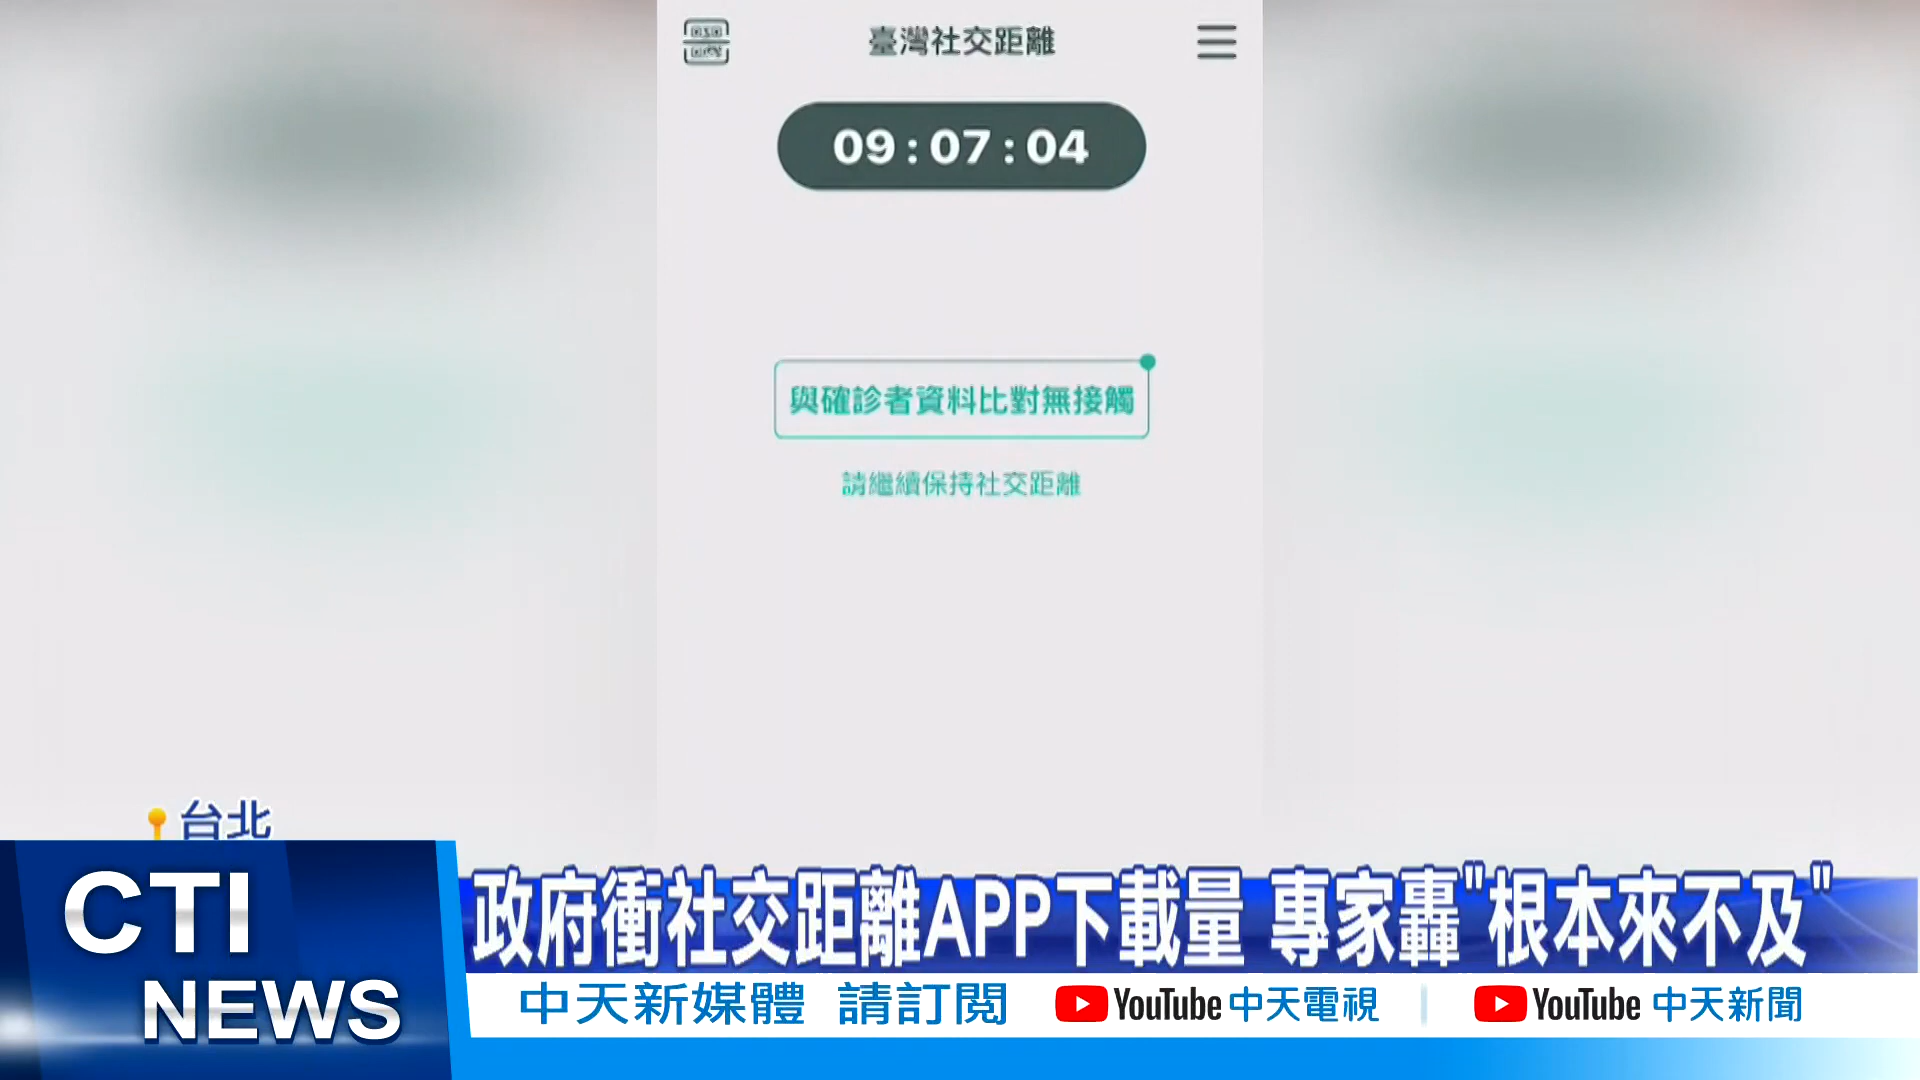 臺灣社交距離
09:07:04
與確診者資料比對無接觸
請繼續保持社交距離
台北
CTI
NEWS
政府衝社交距離APP下載量 專家轟"根本來不及"
中天新媒體 請訂閱 YouTube 中天電視 YouTube 中天新聞